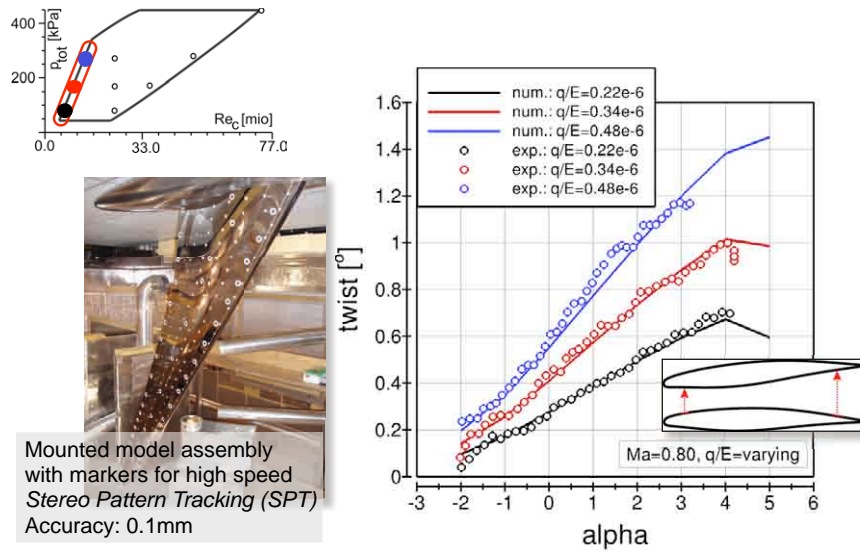 400
200
0
p_tot [kPa]
Re_c [mio]
0.0
33.0
77.0
Mounted model assembly
with markers for high speed
Stereo Pattern Tracking (SPT)
Accuracy: 0.1mm
num.: q/E=0.22e-6
num.: q/E=0.34e-6
num.: q/E=0.48e-6
exp.: q/E=0.22e-6
exp.: q/E=0.34e-6
exp.: q/E=0.48e-6
1.6
1.4
1.2
1
0.8
0.6
0.4
0.2
0
twist [°]
Ma=0.80, q/E=varying
-3 -2 -1 0 1 2 3 4 5 6
alpha